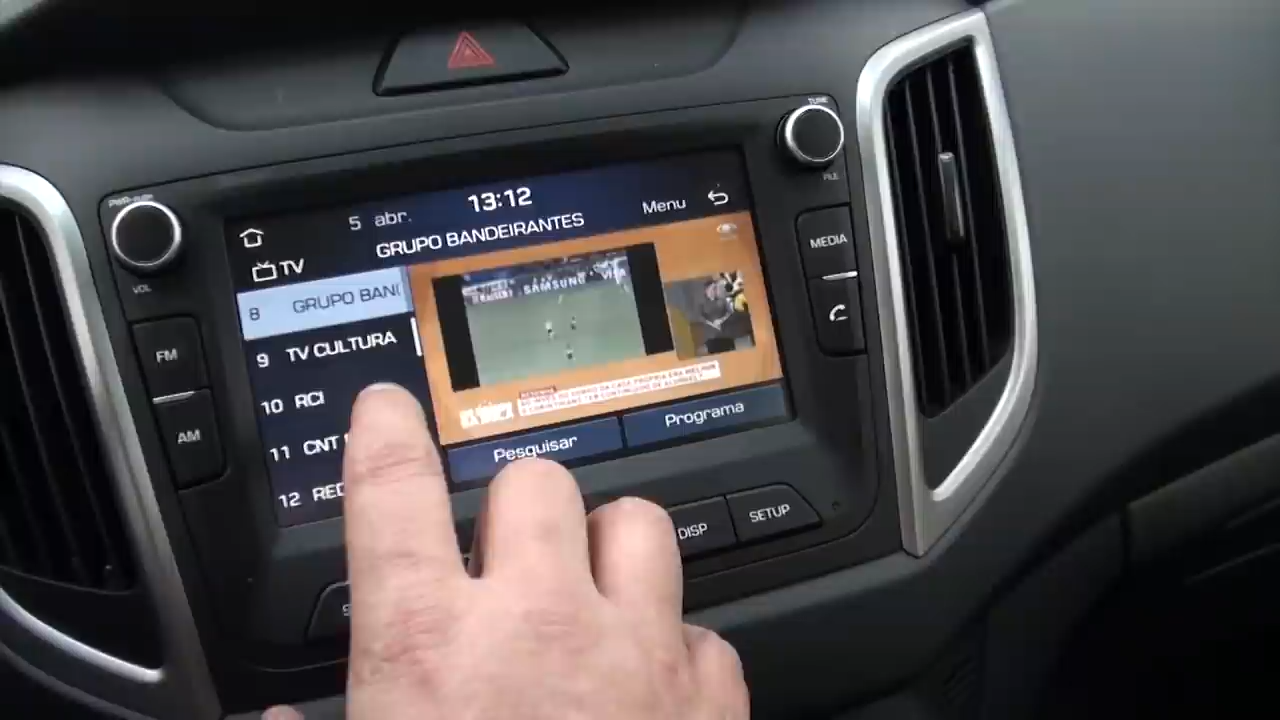 TUNE
FILE
VOL
5 abr. 13:12 Menu
GRUPO BANDEIRANTES
TV
8 GRUPO BAN
9 TV CULTURA
10 RCI
11 CNT
12 RED
SAMSUNG VISA
Pesquisar
Programa
FM
AM
MEDIA
DISP
SETUP